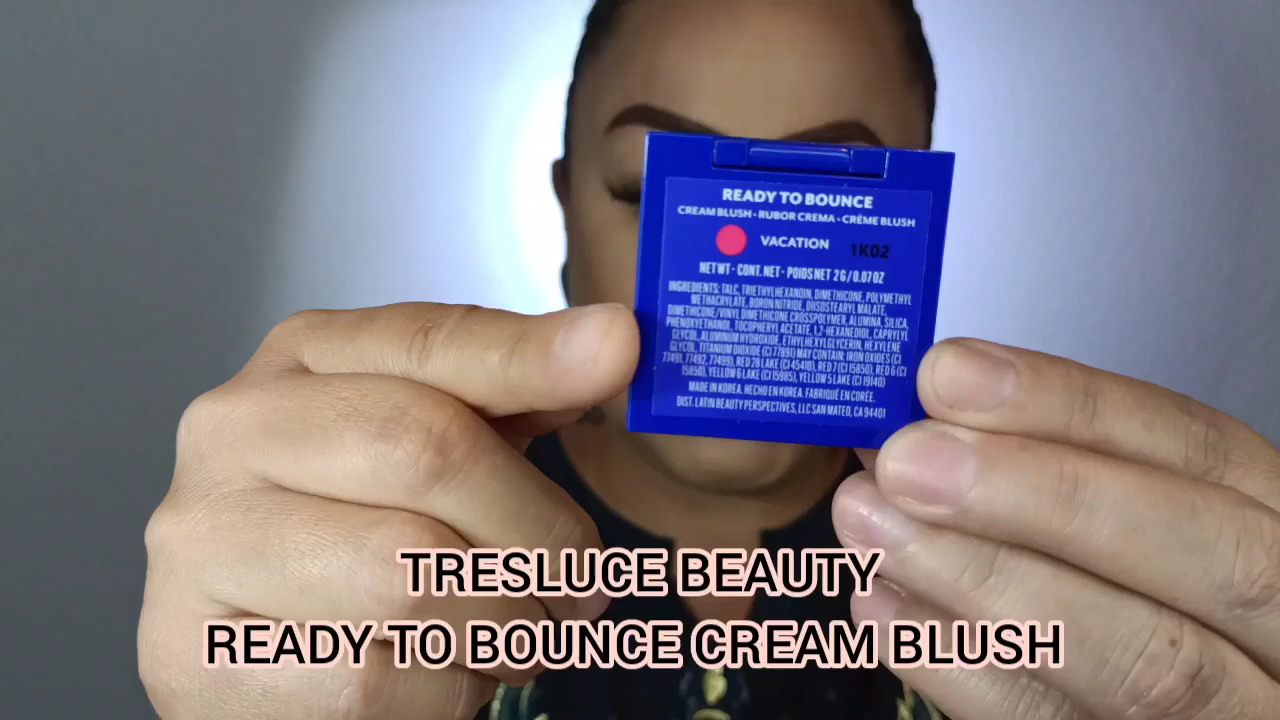 READY TO BOUNCE
CREAM BLUSH • RUBOR CREMA • CRÈME BLUSH
VACATION 1K02
NET WT • CONT. NET • POIDS NET 2 G / 0.07 OZ
INGREDIENTS: TALC, TRIETHYLHEXANOIN, DIMETHICONE, POLYMETHYL
METHACRYLATE, BORON NITRIDE, DIISOSTEARYL MALATE,
DIMETHICONE/VINYL DIMETHICONE CROSSPOLYMER, ALUMINA, SILICA,
PHENOXYETHANOL, TOCOPHERYL ACETATE, 1,2-HEXANEDIOL, CAPRYLYL
GLYCOL, ALUMINUM HYDROXIDE, ETHYLHEXYLGLYCERIN, HEXYLENE
GLYCOL, TITANIUM DIOXIDE (CI 77891) MAY CONTAIN: IRON OXIDES (CI
77491, 77492, 77499), RED 28 LAKE (CI 45410), RED 7 (CI 15850), RED 6 (CI
15850), YELLOW 6 LAKE (CI 15985), YELLOW 5 LAKE (CI 19140)
MADE IN KOREA. HECHO EN KOREA. FABRIQUÉ EN CORÉE.
DIST. LATIN BEAUTY PERSPECTIVES, LLC SAN MATEO, CA 94401
TRESLUCE BEAUTY
READY TO BOUNCE CREAM BLUSH